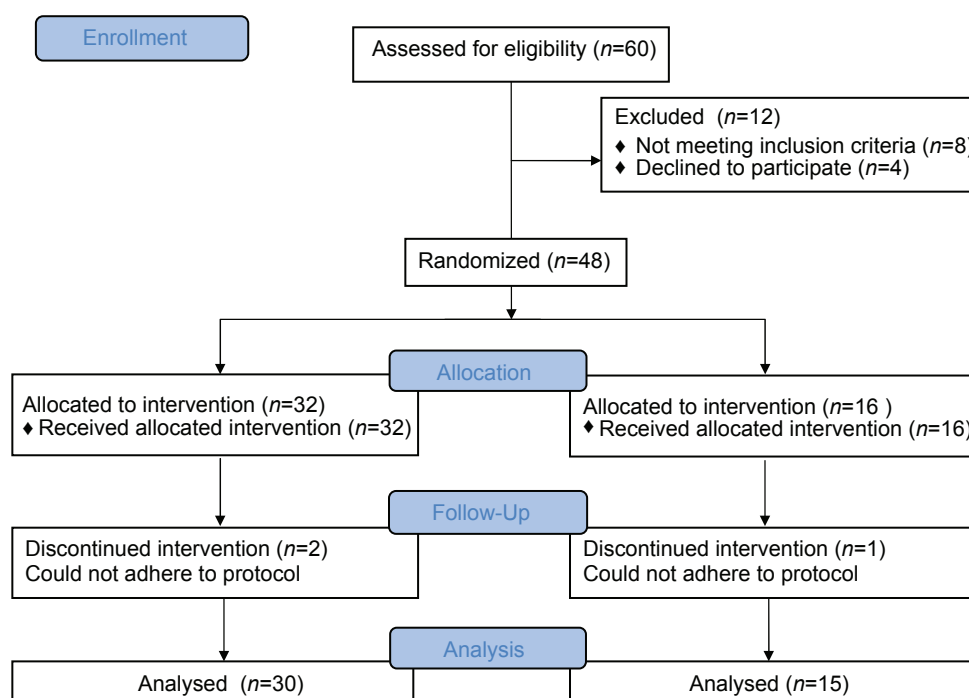 Enrollment
Assessed for eligibility (n=60)
Excluded (n=12)
♦ Not meeting inclusion criteria (n=8)
♦ Declined to participate (n=4)
Randomized (n=48)
Allocation
Allocated to intervention (n=32)
♦ Received allocated intervention (n=32)
Allocated to intervention (n=16 )
♦ Received allocated intervention (n=16)
Follow-Up
Discontinued intervention (n=2)
Could not adhere to protocol
Discontinued intervention (n=1)
Could not adhere to protocol
Analysis
Analysed (n=30)
Analysed (n=15)